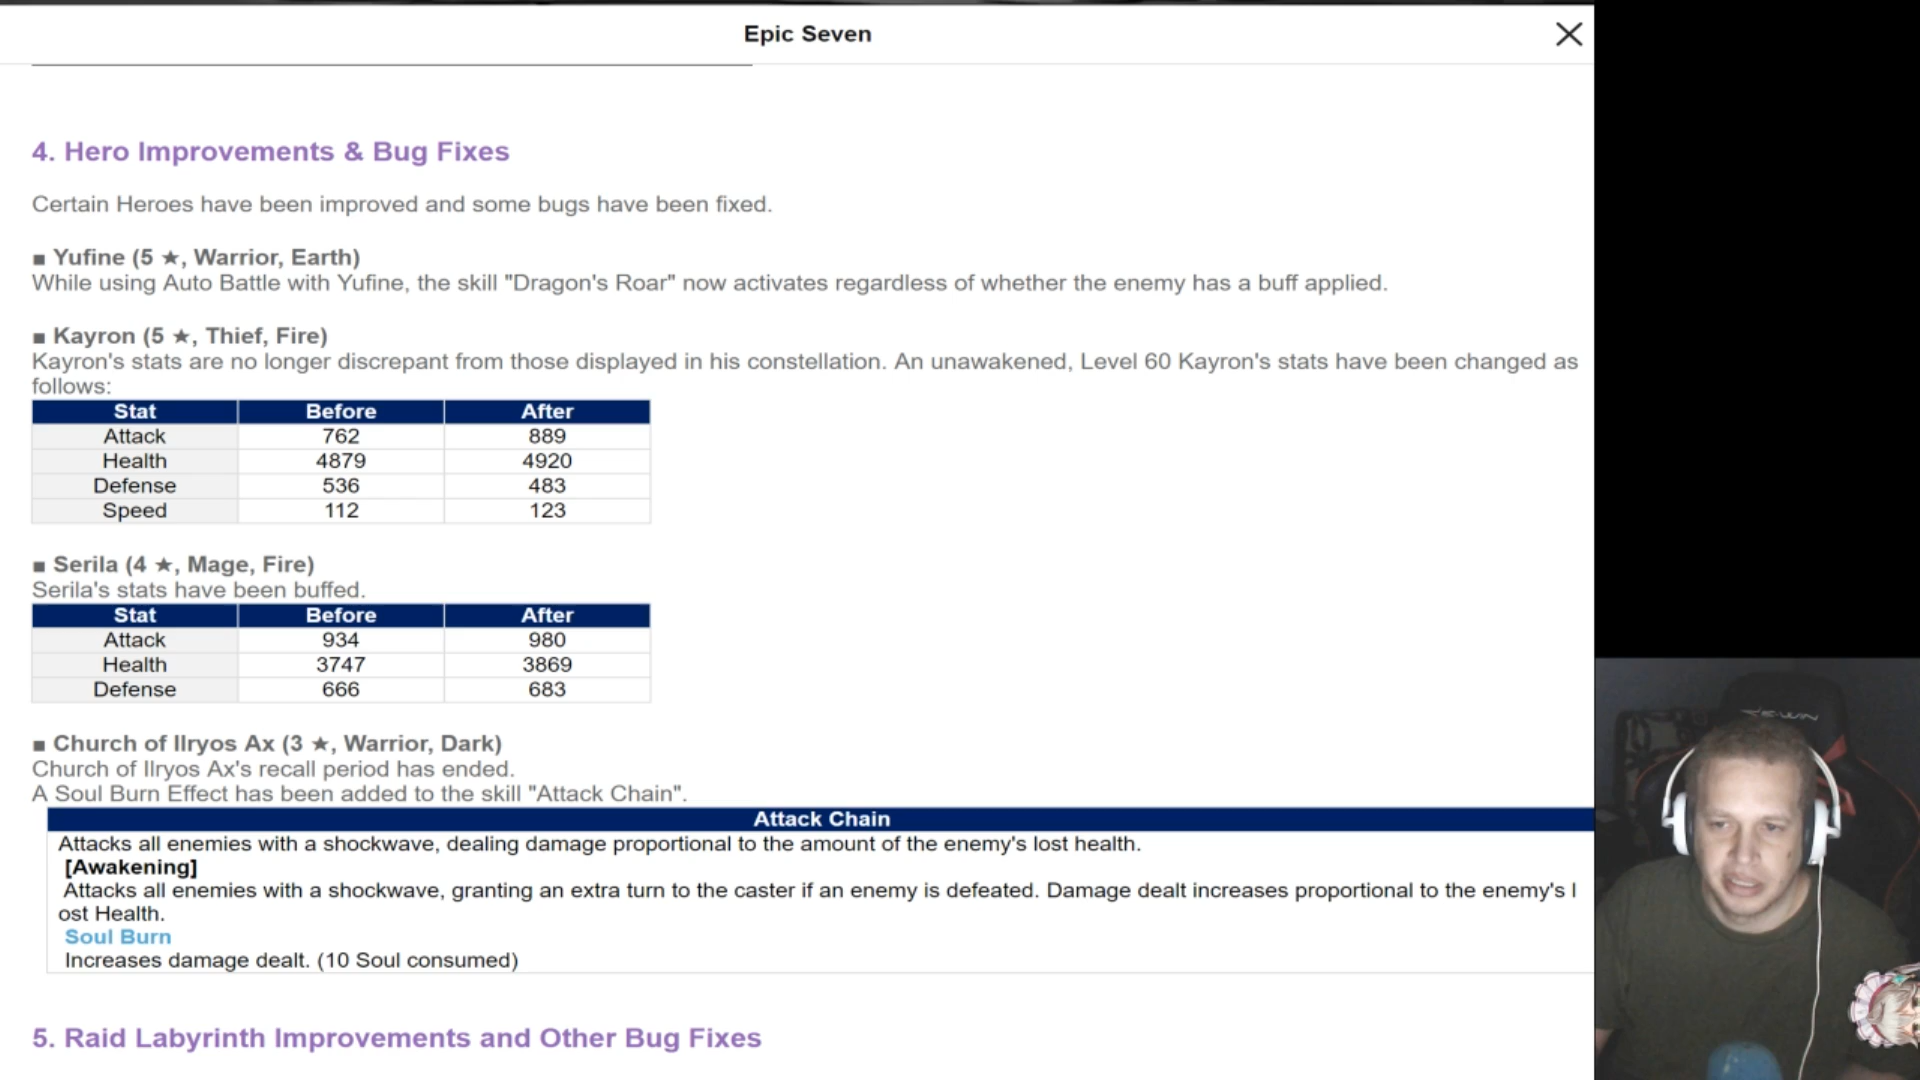 Epic Seven
4. Hero Improvements & Bug Fixes
Certain Heroes have been improved and some bugs have been fixed.
■ Yufine (5 ★, Warrior, Earth)
While using Auto Battle with Yufine, the skill "Dragon's Roar" now activates regardless of whether the enemy has a buff applied.
■ Kayron (5 ★, Thief, Fire)
Kayron's stats are no longer discrepant from those displayed in his constellation. An unawakened, Level 60 Kayron's stats have been changed as
follows:
Stat Before After
Attack 762 889
Health 4879 4920
Defense 536 483
Speed 112 123
■ Serila (4 ★, Mage, Fire)
Serila's stats have been buffed.
Stat Before After
Attack 934 980
Health 3747 3869
Defense 666 683
■ Church of Ilryos Ax (3 ★, Warrior, Dark)
Church of Ilryos Ax's recall period has ended.
A Soul Burn Effect has been added to the skill "Attack Chain".
Attack Chain
Attacks all enemies with a shockwave, dealing damage proportional to the amount of the enemy's lost health.
[Awakening]
Attacks all enemies with a shockwave, granting an extra turn to the caster if an enemy is defeated. Damage dealt increases proportional to the enemy's l
ost Health.
Soul Burn
Increases damage dealt. (10 Soul consumed)
5. Raid Labyrinth Improvements and Other Bug Fixes